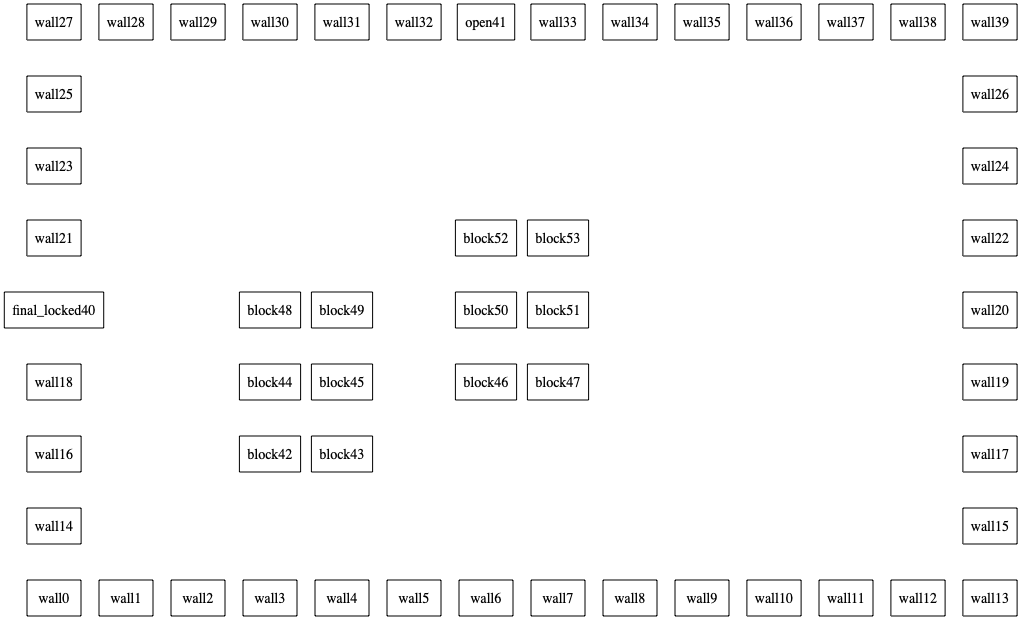 wall27 wall28 wall29 wall30 wall31 wall32 open41 wall33 wall34 wall35 wall36 wall37 wall38 wall39
wall25 wall26
wall23 wall24
wall21 block52 block53 wall22
final_locked40 block48 block49 block50 block51 wall20
wall18 block44 block45 block46 block47 wall19
wall16 block42 block43 wall17
wall14 wall15
wall0 wall1 wall2 wall3 wall4 wall5 wall6 wall7 wall8 wall9 wall10 wall11 wall12 wall13